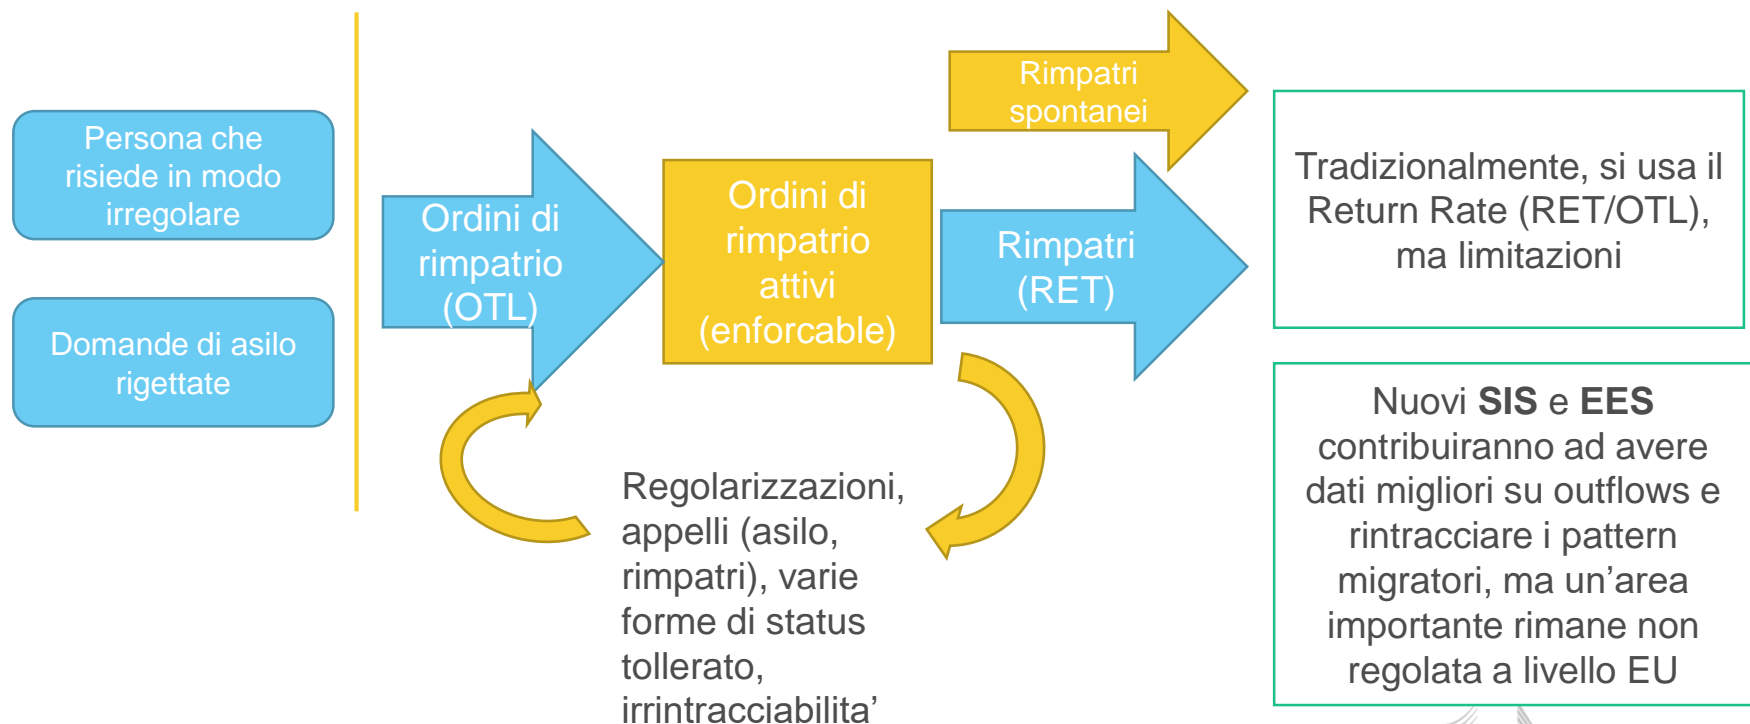 Persona che
risiede in modo
irregolare
Domande di asilo
rigettate
Ordini di
rimpatrio
(OTL)
Ordini di
rimpatrio
attivi
(enforcable)
Rimpatri
spontanei
Rimpatri
(RET)
Regolarizzazioni,
appelli (asilo,
rimpatri), varie
forme di status
tollerato,
irrintracciabilita’
Tradizionalmente, si usa il
Return Rate (RET/OTL),
ma limitazioni
Nuovi SIS e EES
contribuiranno ad avere
dati migliori su outflows e
rintracciare i pattern
migratori, ma un’area
importante rimane non
regolata a livello EU